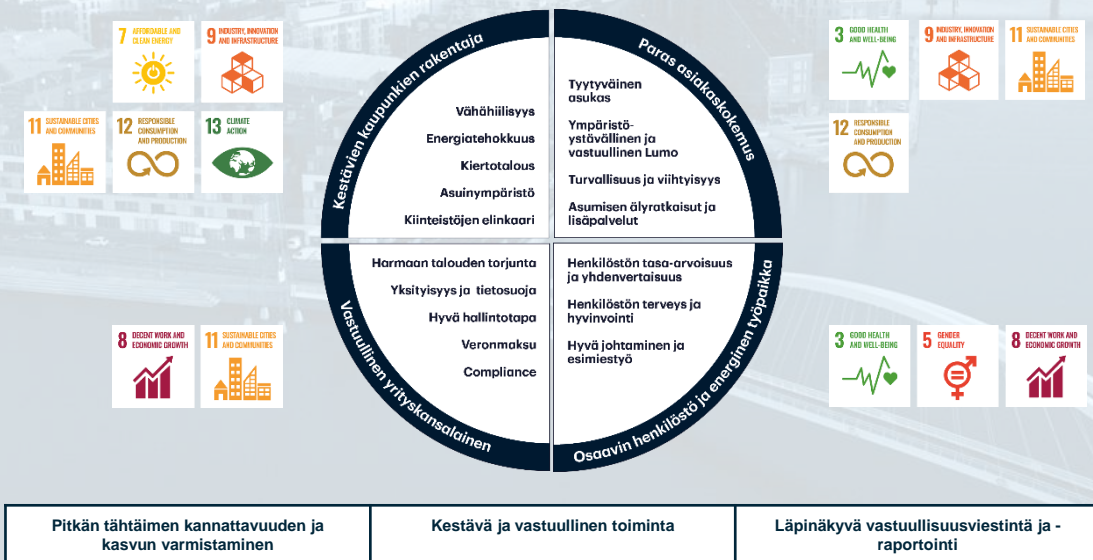 7 AFFORDABLE AND
CLEAN ENERGY
9 INDUSTRY, INNOVATION
AND INFRASTRUCTURE
11 SUSTAINABLE CITIES
AND COMMUNITIES
12 RESPONSIBLE
CONSUMPTION
AND PRODUCTION
13 CLIMATE
ACTION
Kestävien kaupunkien rakentaja
Vähähiilisyys
Energiatehokkuus
Kiertotalous
Asuinympäristö
Kiinteistöjen elinkaari
Paras asiakaskokemus
Tyytyväinen
asukas
Ympäristö-
ystävällinen ja
vastuullinen Lumo
Turvallisuus ja viihtyisyys
Asumisen älyratkaisut ja
lisäpalvelut
3 GOOD HEALTH
AND WELL-BEING
9 INDUSTRY, INNOVATION
AND INFRASTRUCTURE
11 SUSTAINABLE CITIES
AND COMMUNITIES
12 RESPONSIBLE
CONSUMPTION
AND PRODUCTION
8 DECENT WORK AND
ECONOMIC GROWTH
11 SUSTAINABLE CITIES
AND COMMUNITIES
Vastuullinen yrityskansalainen
Harmaan talouden torjunta
Yksityisyys ja tietosuoja
Hyvä hallintotapa
Veronmaksu
Compliance
Henkilöstön tasa-arvoisuus
ja yhdenvertaisuus
Henkilöstön terveys ja
hyvinvointi
Hyvä johtaminen ja
esimiestyö
Osaavin henkilöstö ja energinen työpaikka
3 GOOD HEALTH
AND WELL-BEING
5 GENDER
EQUALITY
8 DECENT WORK AND
ECONOMIC GROWTH
Pitkän tähtäimen kannattavuuden ja
kasvun varmistaminen
Kestävä ja vastuullinen toiminta
Läpinäkyvä vastuullisuusviestintä ja -
raportointi